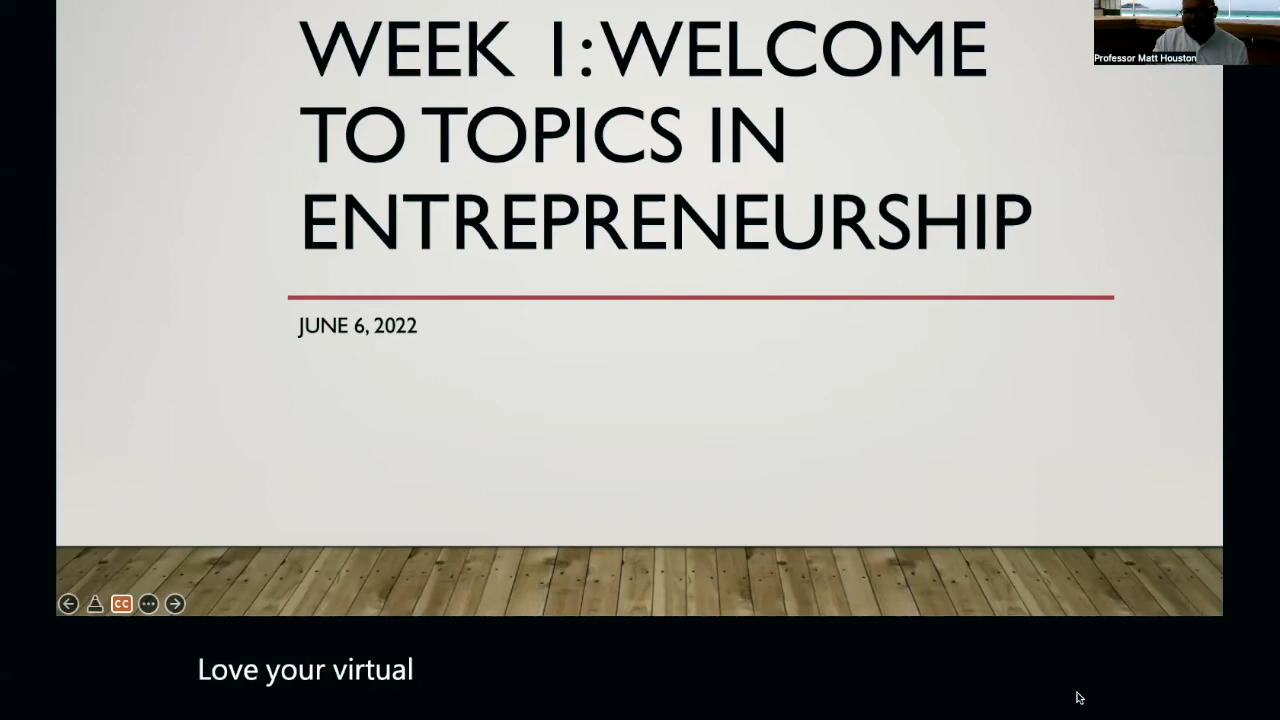 WEEK 1: WELCOME
TO TOPICS IN
ENTREPRENEURSHIP
JUNE 6, 2022
Professor Matt Houston
CC
Love your virtual